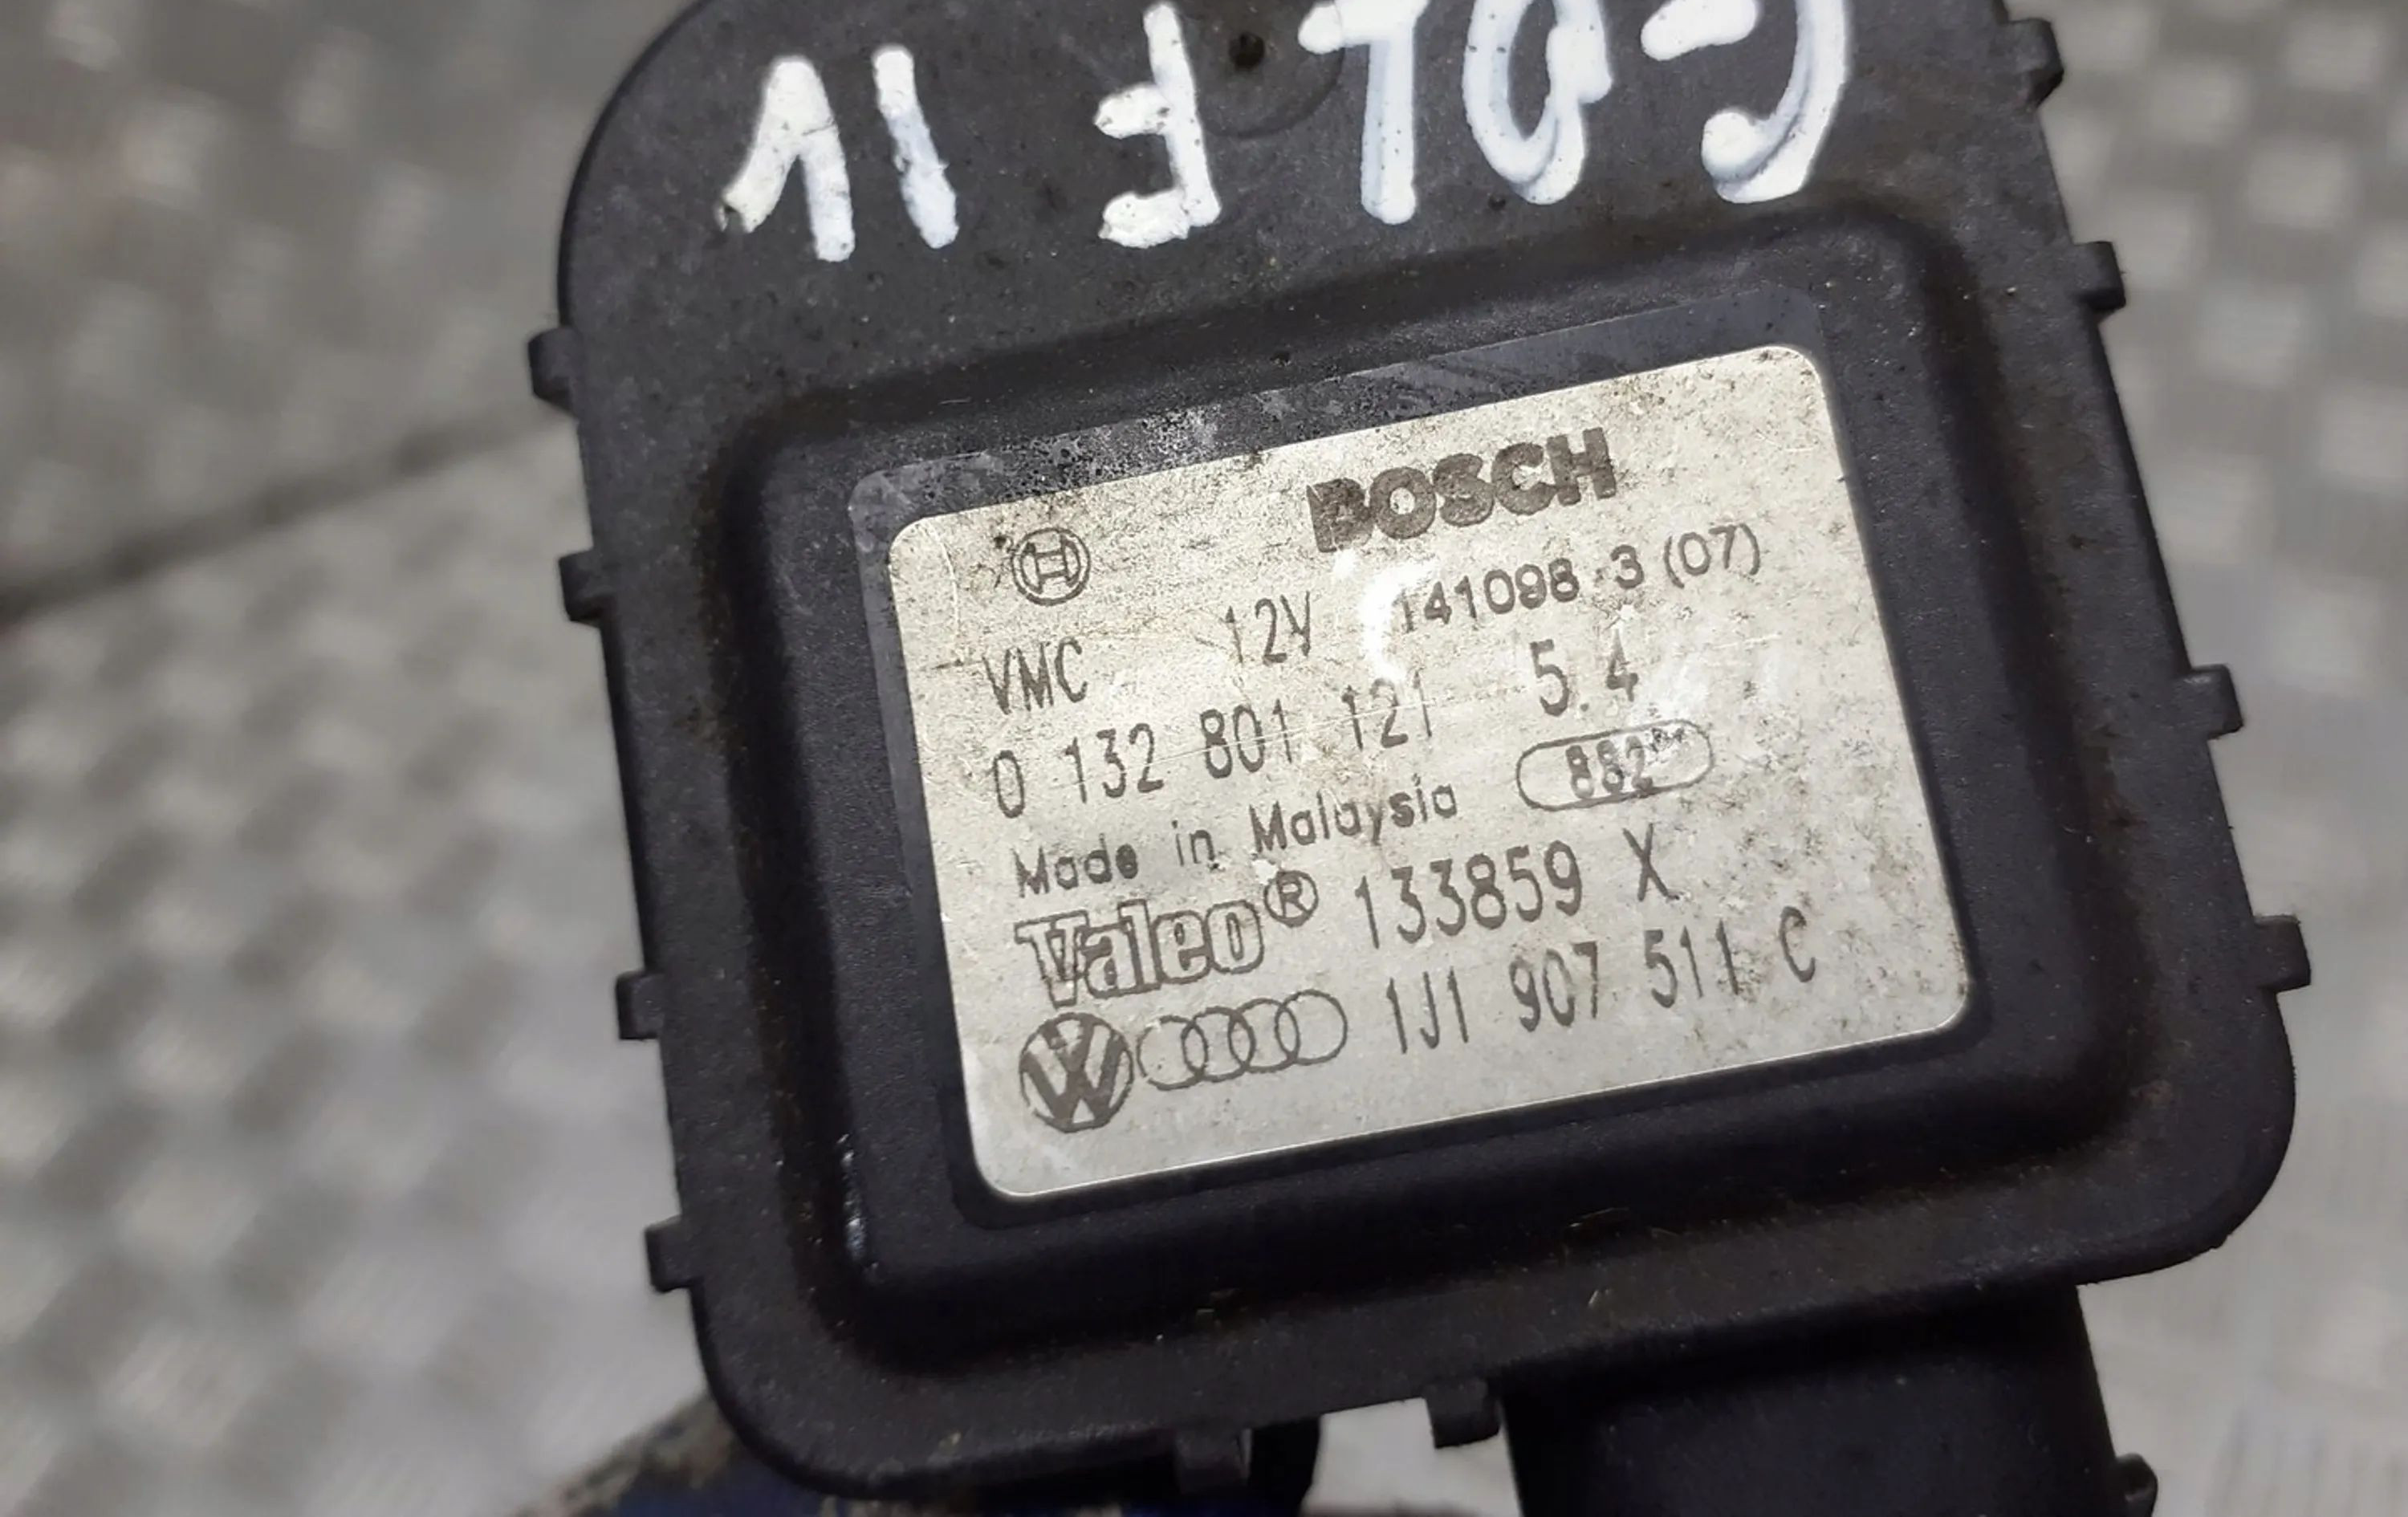 GOLF IV
BOSCH
141098 3 (07)
VMC 12V
0 132 801 121 5.4
Made in Malaysia 882
Valeo® 133859 X
1J1 907 511 C